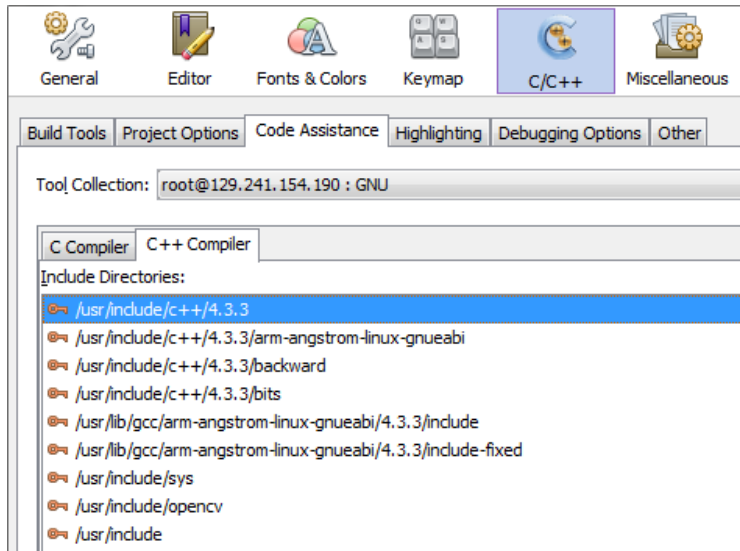 General Editor Fonts & Colors Keymap C/C++ Miscellaneous
Build Tools Project Options Code Assistance Highlighting Debugging Options Other
Tool Collection: root@129.241.154.190 : GNU
C Compiler C++ Compiler
Include Directories:
/usr/include/c++/4.3.3
/usr/include/c++/4.3.3/arm-angstrom-linux-gnueabi
/usr/include/c++/4.3.3/backward
/usr/include/c++/4.3.3/bits
/usr/lib/gcc/arm-angstrom-linux-gnueabi/4.3.3/include
/usr/lib/gcc/arm-angstrom-linux-gnueabi/4.3.3/include-fixed
/usr/include/sys
/usr/include/opencv
/usr/include